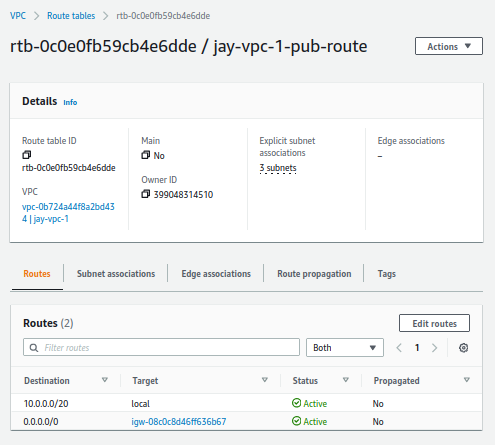 VPC > Route tables > rtb-0c0e0fb59cb4e6dde
rtb-0c0e0fb59cb4e6dde / jay-vpc-1-pub-route
Actions
Details Info
Route table ID
rtb-0c0e0fb59cb4e6dde
VPC
vpc-0b724a44f8a2bd43
4 | jay-vpc-1
Main
No
Owner ID
399048314510
Explicit subnet
associations
3 subnets
Edge associations
–
Routes Subnet associations Edge associations Route propagation Tags
Routes (2)
Edit routes
Filter routes
Both
1
Destination Target Status Propagated
10.0.0.0/20 local Active No
0.0.0.0/0 igw-08c0c8d46ff636b67 Active No